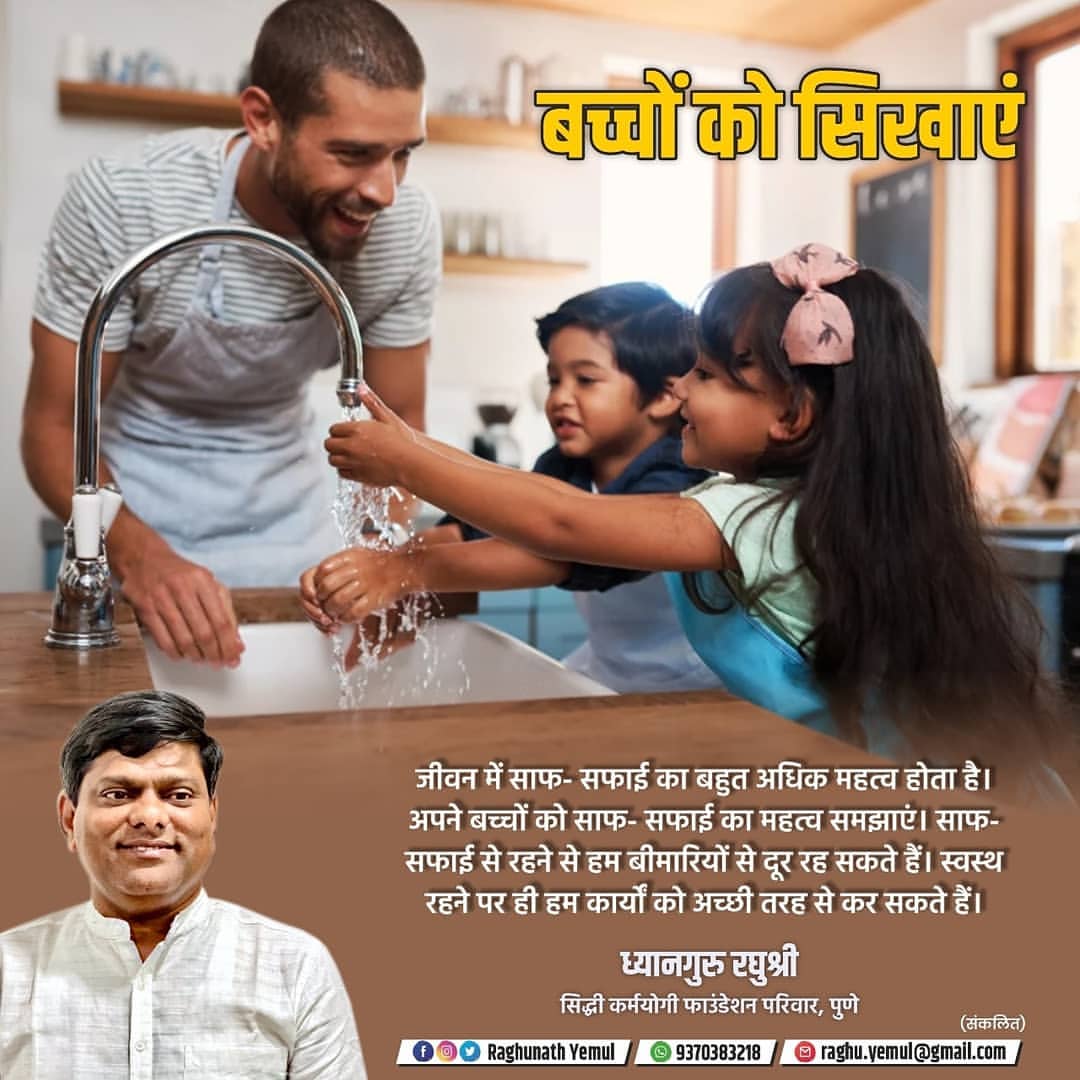 बच्चों को सिखाएं
जीवन में साफ- सफाई का बहुत अधिक महत्व होता है।
अपने बच्चों को साफ- सफाई का महत्व समझाएं। साफ-
सफाई से रहने से हम बीमारियों से दूर रह सकते हैं। स्वस्थ
रहने पर ही हम कार्यों को अच्छी तरह से कर सकते हैं।
ध्यानगुरु रघुश्री
सिद्धी कर्मयोगी फाउंडेशन परिवार, पुणे
(संकलित)
Raghunath Yemul 9370383218 raghu.yemul@gmail.com